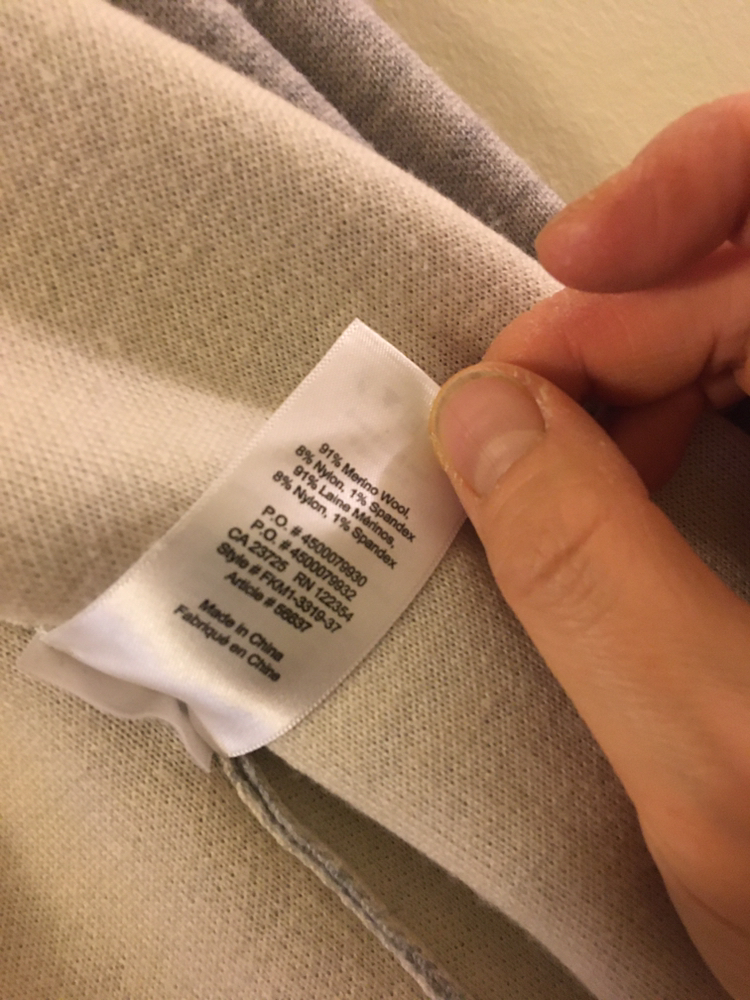 91% Merino Wool,
8% Nylon, 1% Spandex
91% Laine Mérinos,
8% Nylon, 1% Spandex
P.O. # 4500079930
P.O. # 4500079932
CA 23725 RN 122354
Style # FKM1-3319-37
Article # 58837
Made in China
Fabriqué en Chine